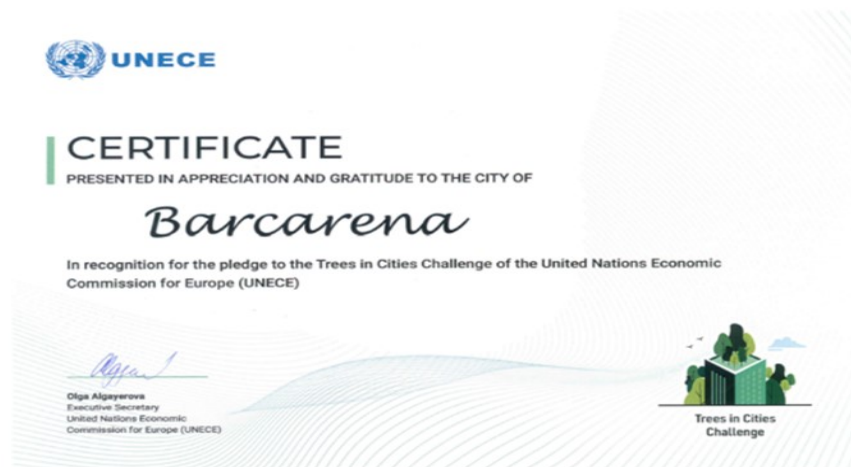 UNECE
CERTIFICATE
PRESENTED IN APPRECIATION AND GRATITUDE TO THE CITY OF
Barcarena
In recognition for the pledge to the Trees in Cities Challenge of the United Nations Economic
Commission for Europe (UNECE)
Olga Algayerova
Executive Secretary
United Nations Economic
Commission for Europe (UNECE)
Trees in Cities
Challenge